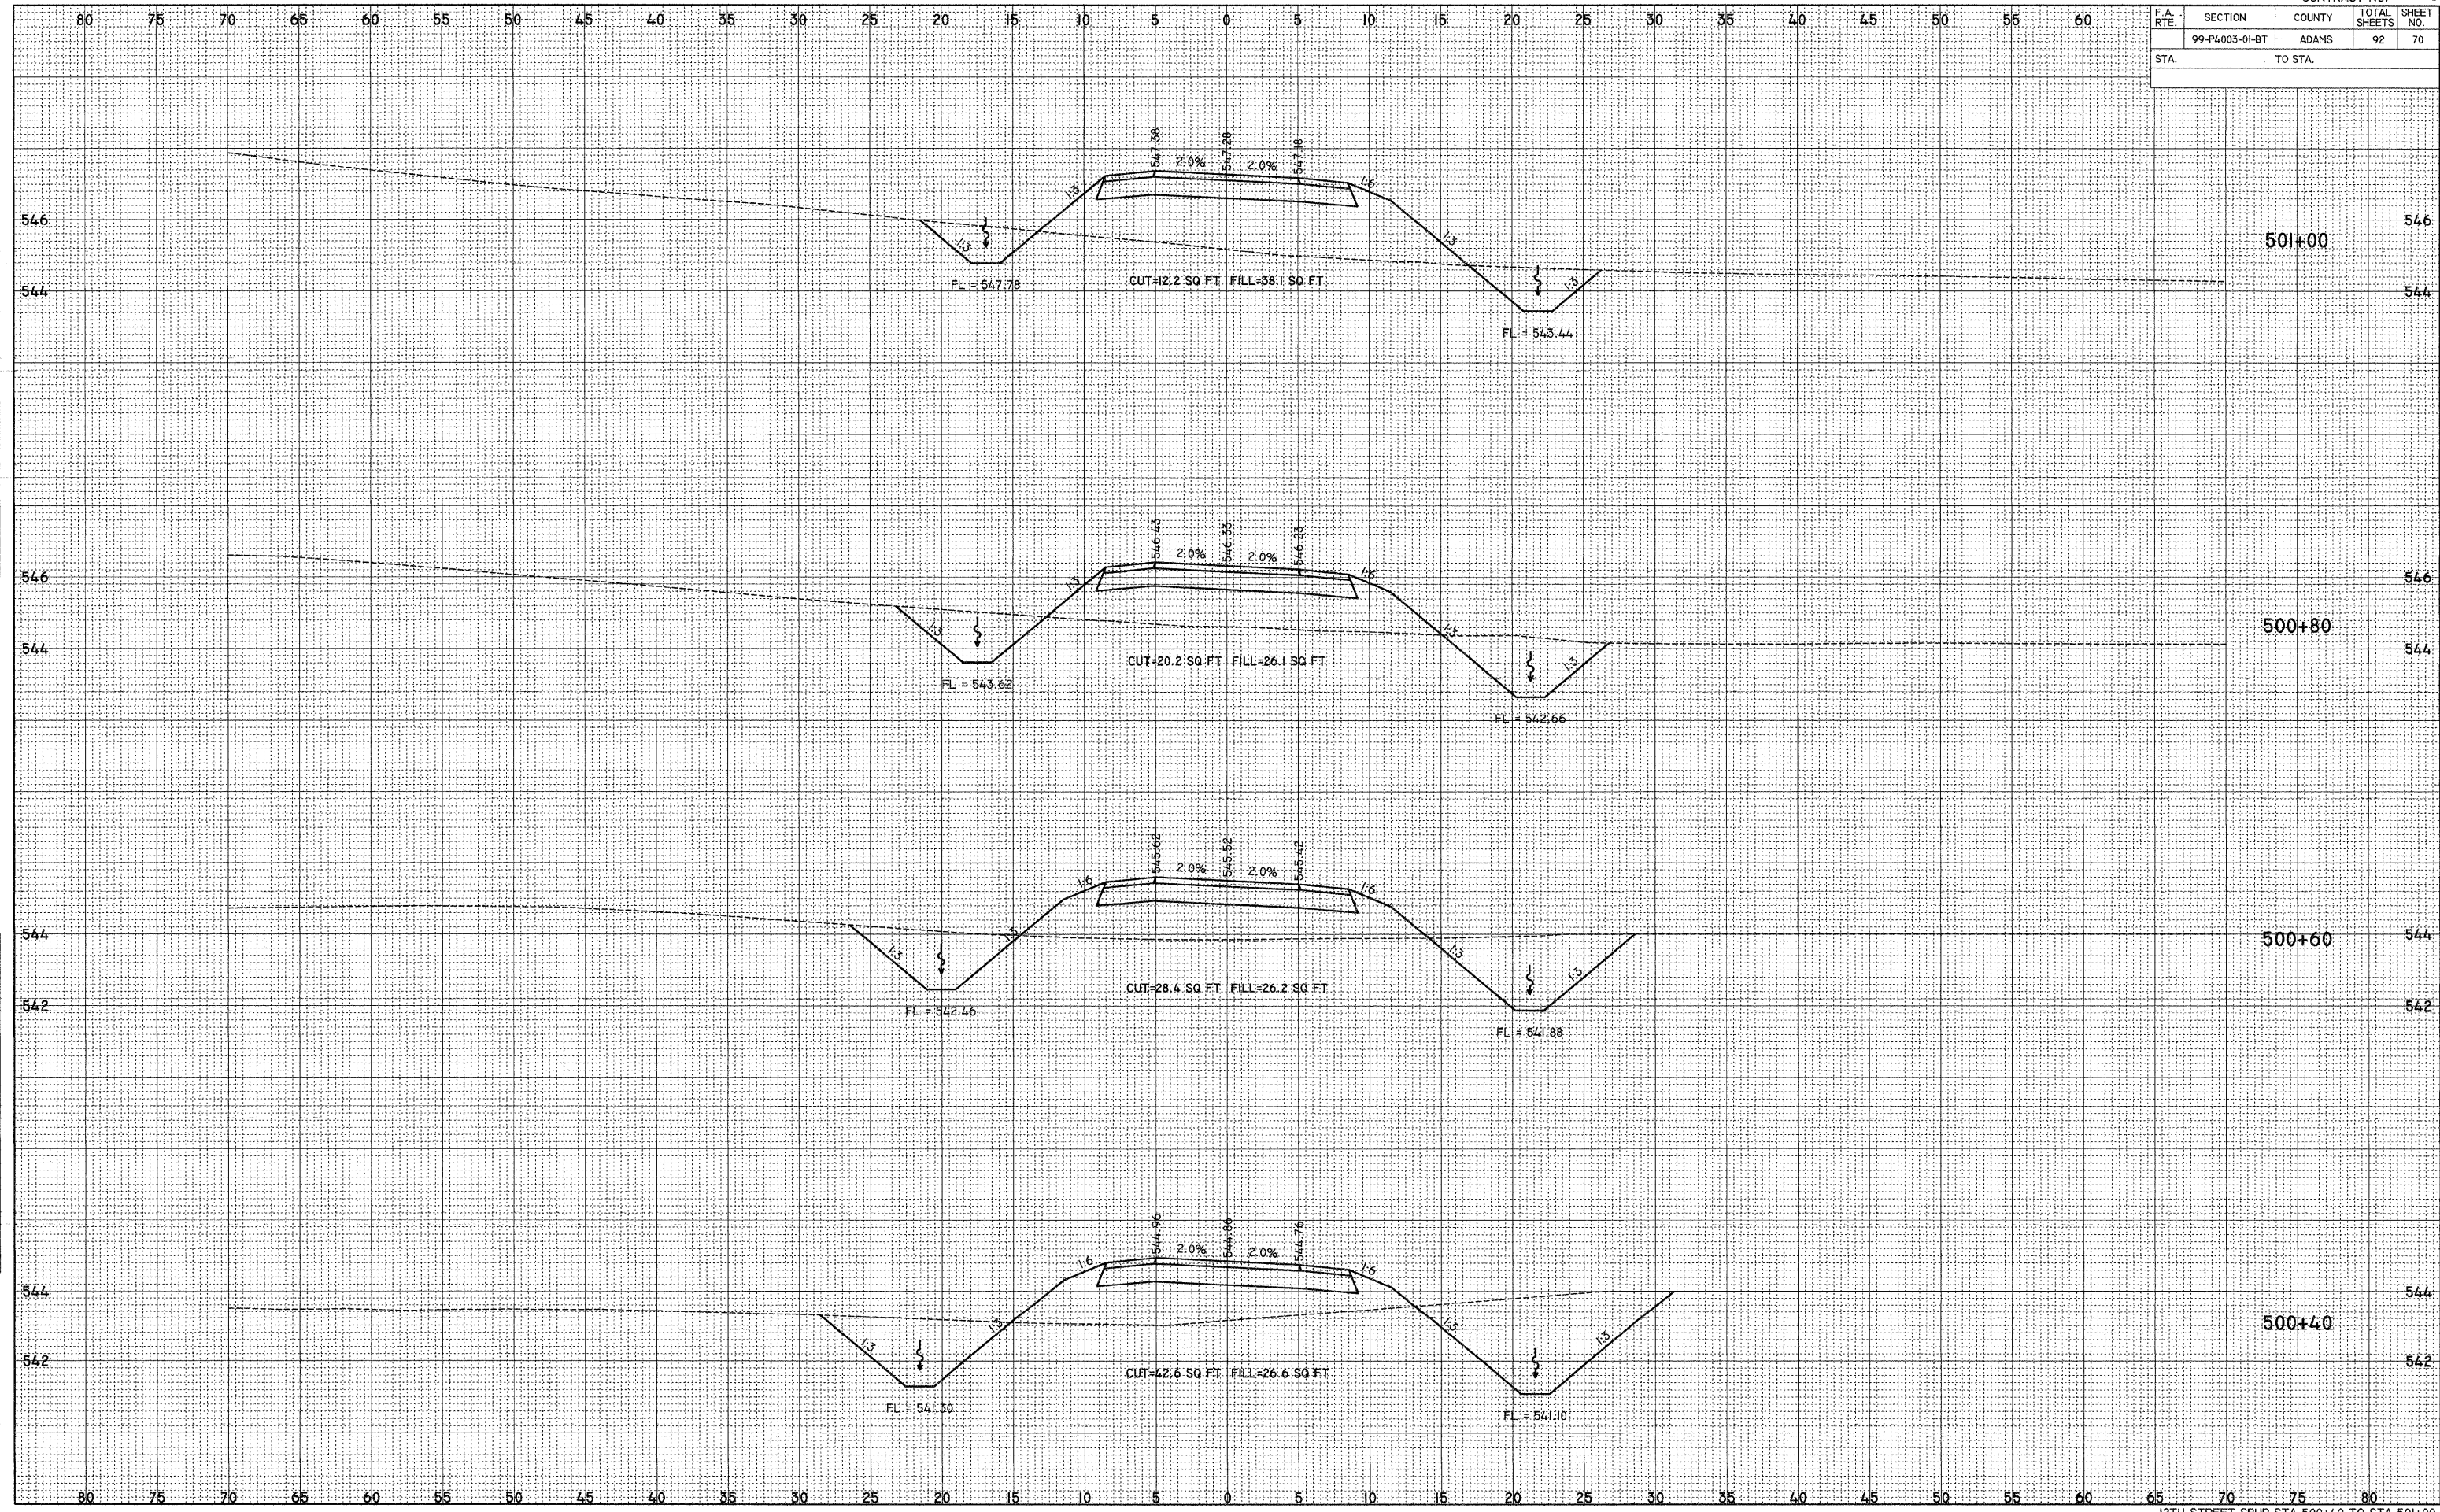 80 75 70 65 60 55 50 45 40 35 30 25 20 15 10 5 0 5 10 15 20 25 30 35 40 45 50 55 60
F.A. RTE. SECTION COUNTY TOTAL SHEETS SHEET NO.
99-P4003-01-BT ADAMS 92 70
STA. TO STA.
547.38 2.0% 547.28 2.0% 547.18
1:3 1:6
546 546
1:3 1:3 501+00
FL = 547.78 CUT=12.2 SQ FT FILL=38.1 SQ FT 1:3
544 544
FL = 543.44
546.43 2.0% 546.33 2.0% 546.23
546 1:3 1:6 546
1:3 1:3 500+80
544 544
CUT=20.2 SQ FT FILL=26.1 SQ FT 1:3
FL = 543.62
FL = 542.66
545.62 2.0% 545.52 2.0% 545.42
1:6 1:6
544 1:3 500+60 544
1:3 1:3 1:3
CUT=28.4 SQ FT FILL=26.2 SQ FT
542 FL = 542.46 542
FL = 541.88
544.96 2.0% 544.86 2.0% 544.76
1:6 1:6
544 544
1:3 1:3 500+40
1:3 1:3
542 542
CUT=42.6 SQ FT FILL=26.6 SQ FT
FL = 541.30 FL = 541.10
80 75 70 65 60 55 50 45 40 35 30 25 20 15 10 5 0 5 10 15 20 25 30 35 40 45 50 55 60 65 70 75 80